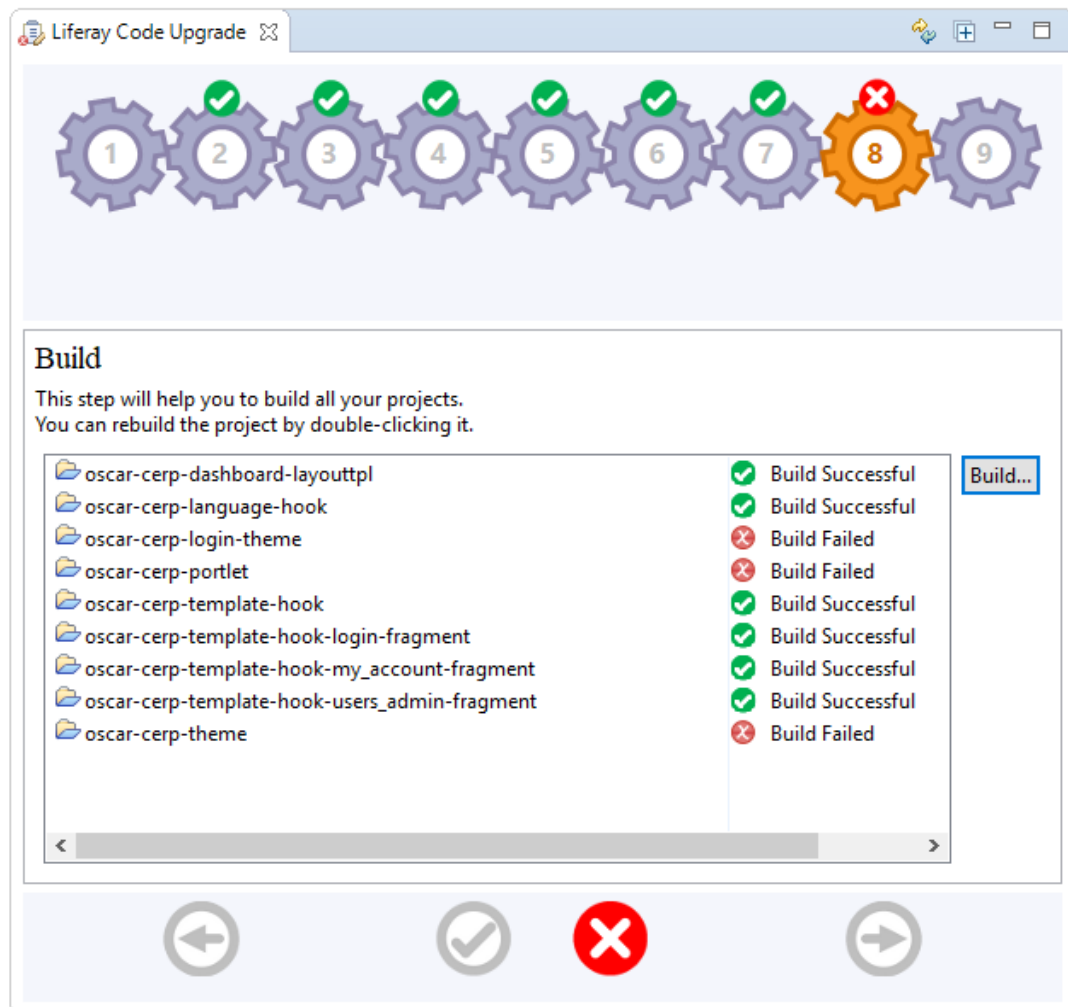 Liferay Code Upgrade
1 2 3 4 5 6 7 8 9
Build
This step will help you to build all your projects.
You can rebuild the project by double-clicking it.
oscar-cerp-dashboard-layouttpl Build Successful Build...
oscar-cerp-language-hook Build Successful
oscar-cerp-login-theme Build Failed
oscar-cerp-portlet Build Failed
oscar-cerp-template-hook Build Successful
oscar-cerp-template-hook-login-fragment Build Successful
oscar-cerp-template-hook-my_account-fragment Build Successful
oscar-cerp-template-hook-users_admin-fragment Build Successful
oscar-cerp-theme Build Failed